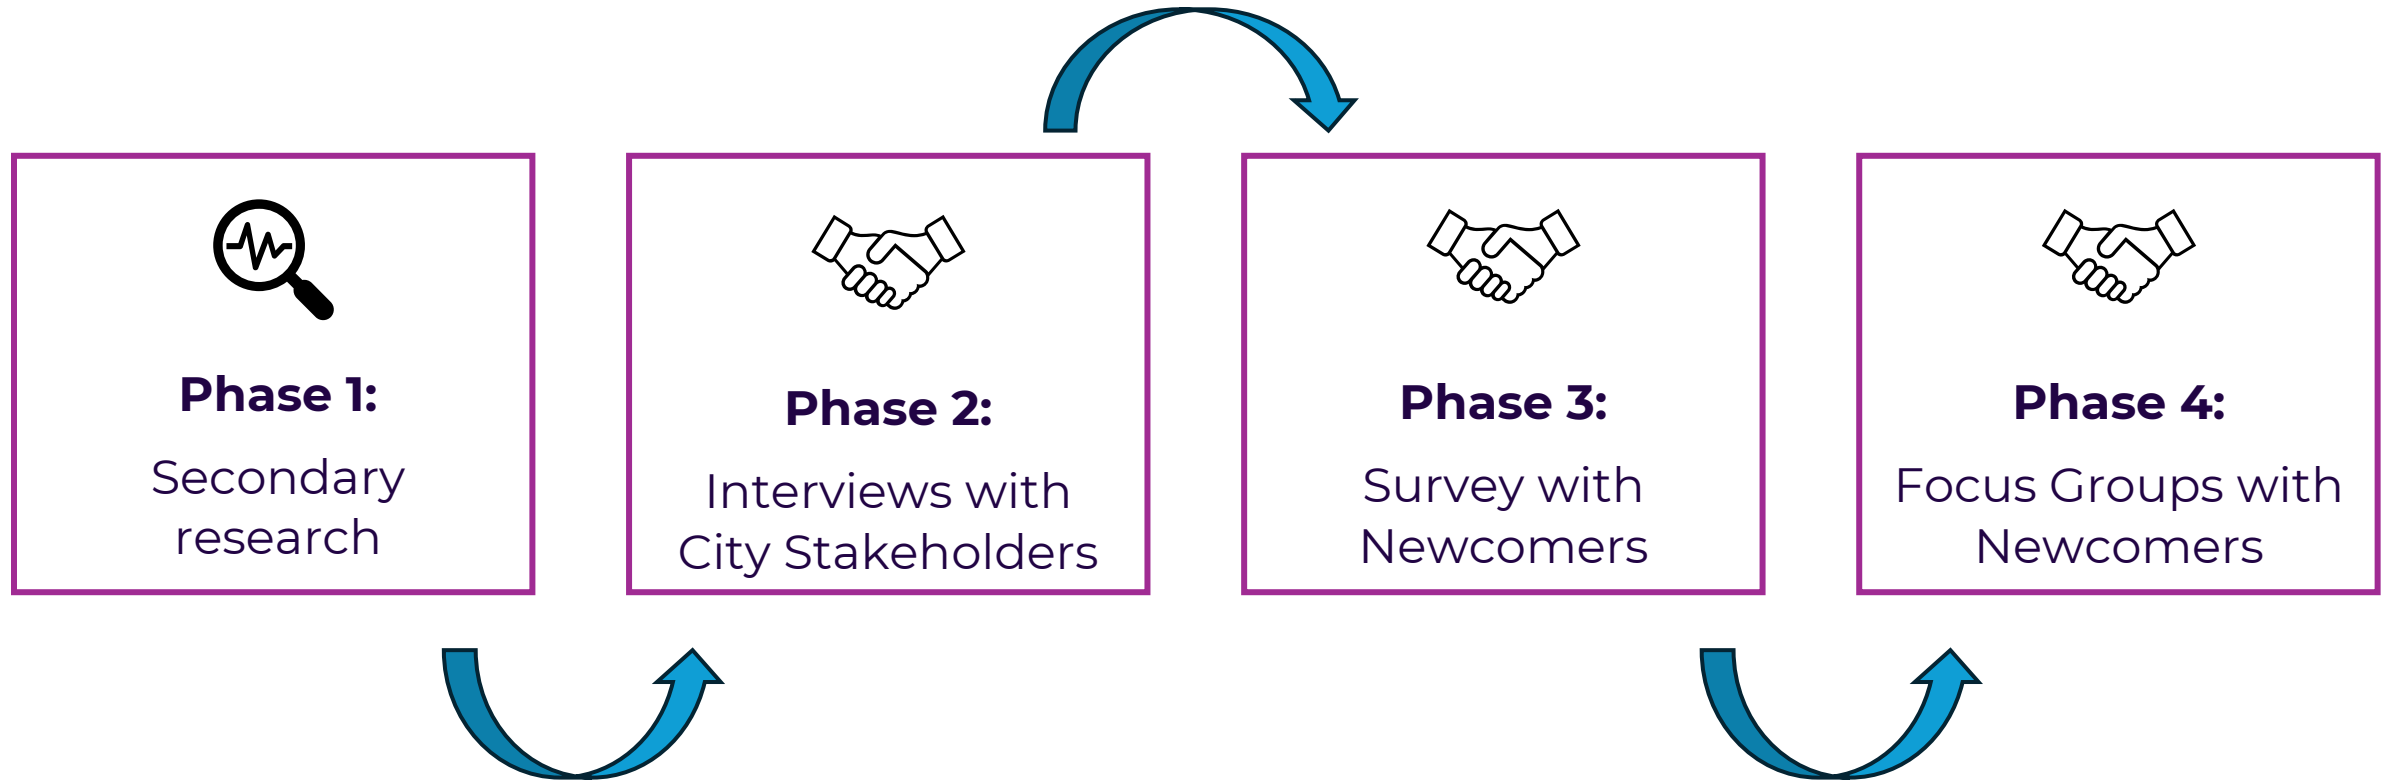 Phase 1:
Secondary
research
Phase 2:
Interviews with
City Stakeholders
Phase 3:
Survey with
Newcomers
Phase 4:
Focus Groups with
Newcomers